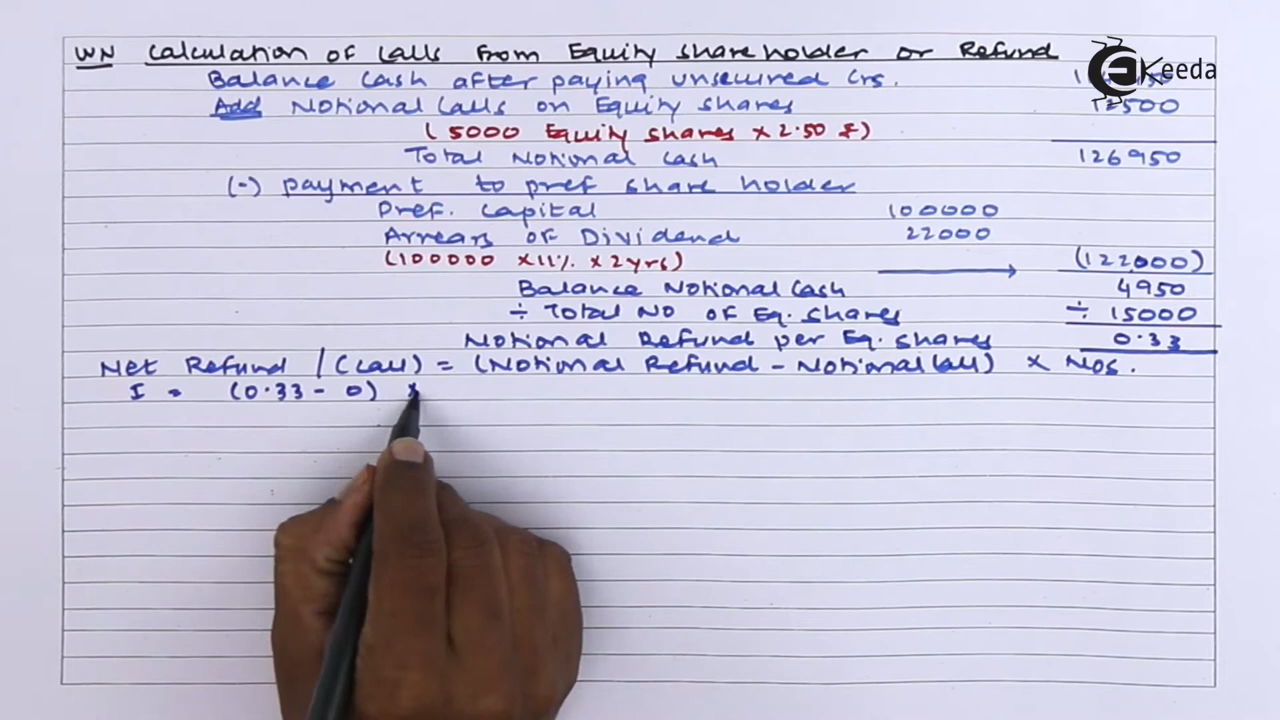 WN Calculation of calls from Equity shareholder or Refund
Keeda
Balance Cash after paying unsecured Crs.
Add Notional Calls on Equity shares 12500
(5000 Equity shares × 2.50 ₹)
Total Notional Cash 126950
(-) payment to pref share holder
Pref. Capital 100000
Arrears of Dividend 22000
(100000 × 11% × 2yrs) (122000)
Balance Notional Cash 4950
÷ Total No of Eq. shares ÷ 15000
Notional Refund per Eq. shares 0.33
Net Refund / (Call) = (Notional Refund - Notional Call) × Nos.
I = (0.33 - 0) ×